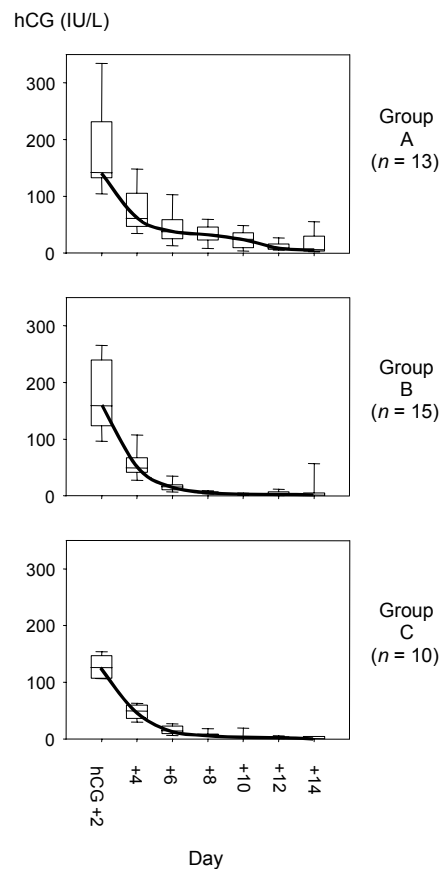 hCG (IU/L)
300
200
100
0
Group
A
(n = 13)
300
200
100
0
Group
B
(n = 15)
300
200
100
0
Group
C
(n = 10)
hCG +2
+4
+6
+8
+10
+12
+14
Day